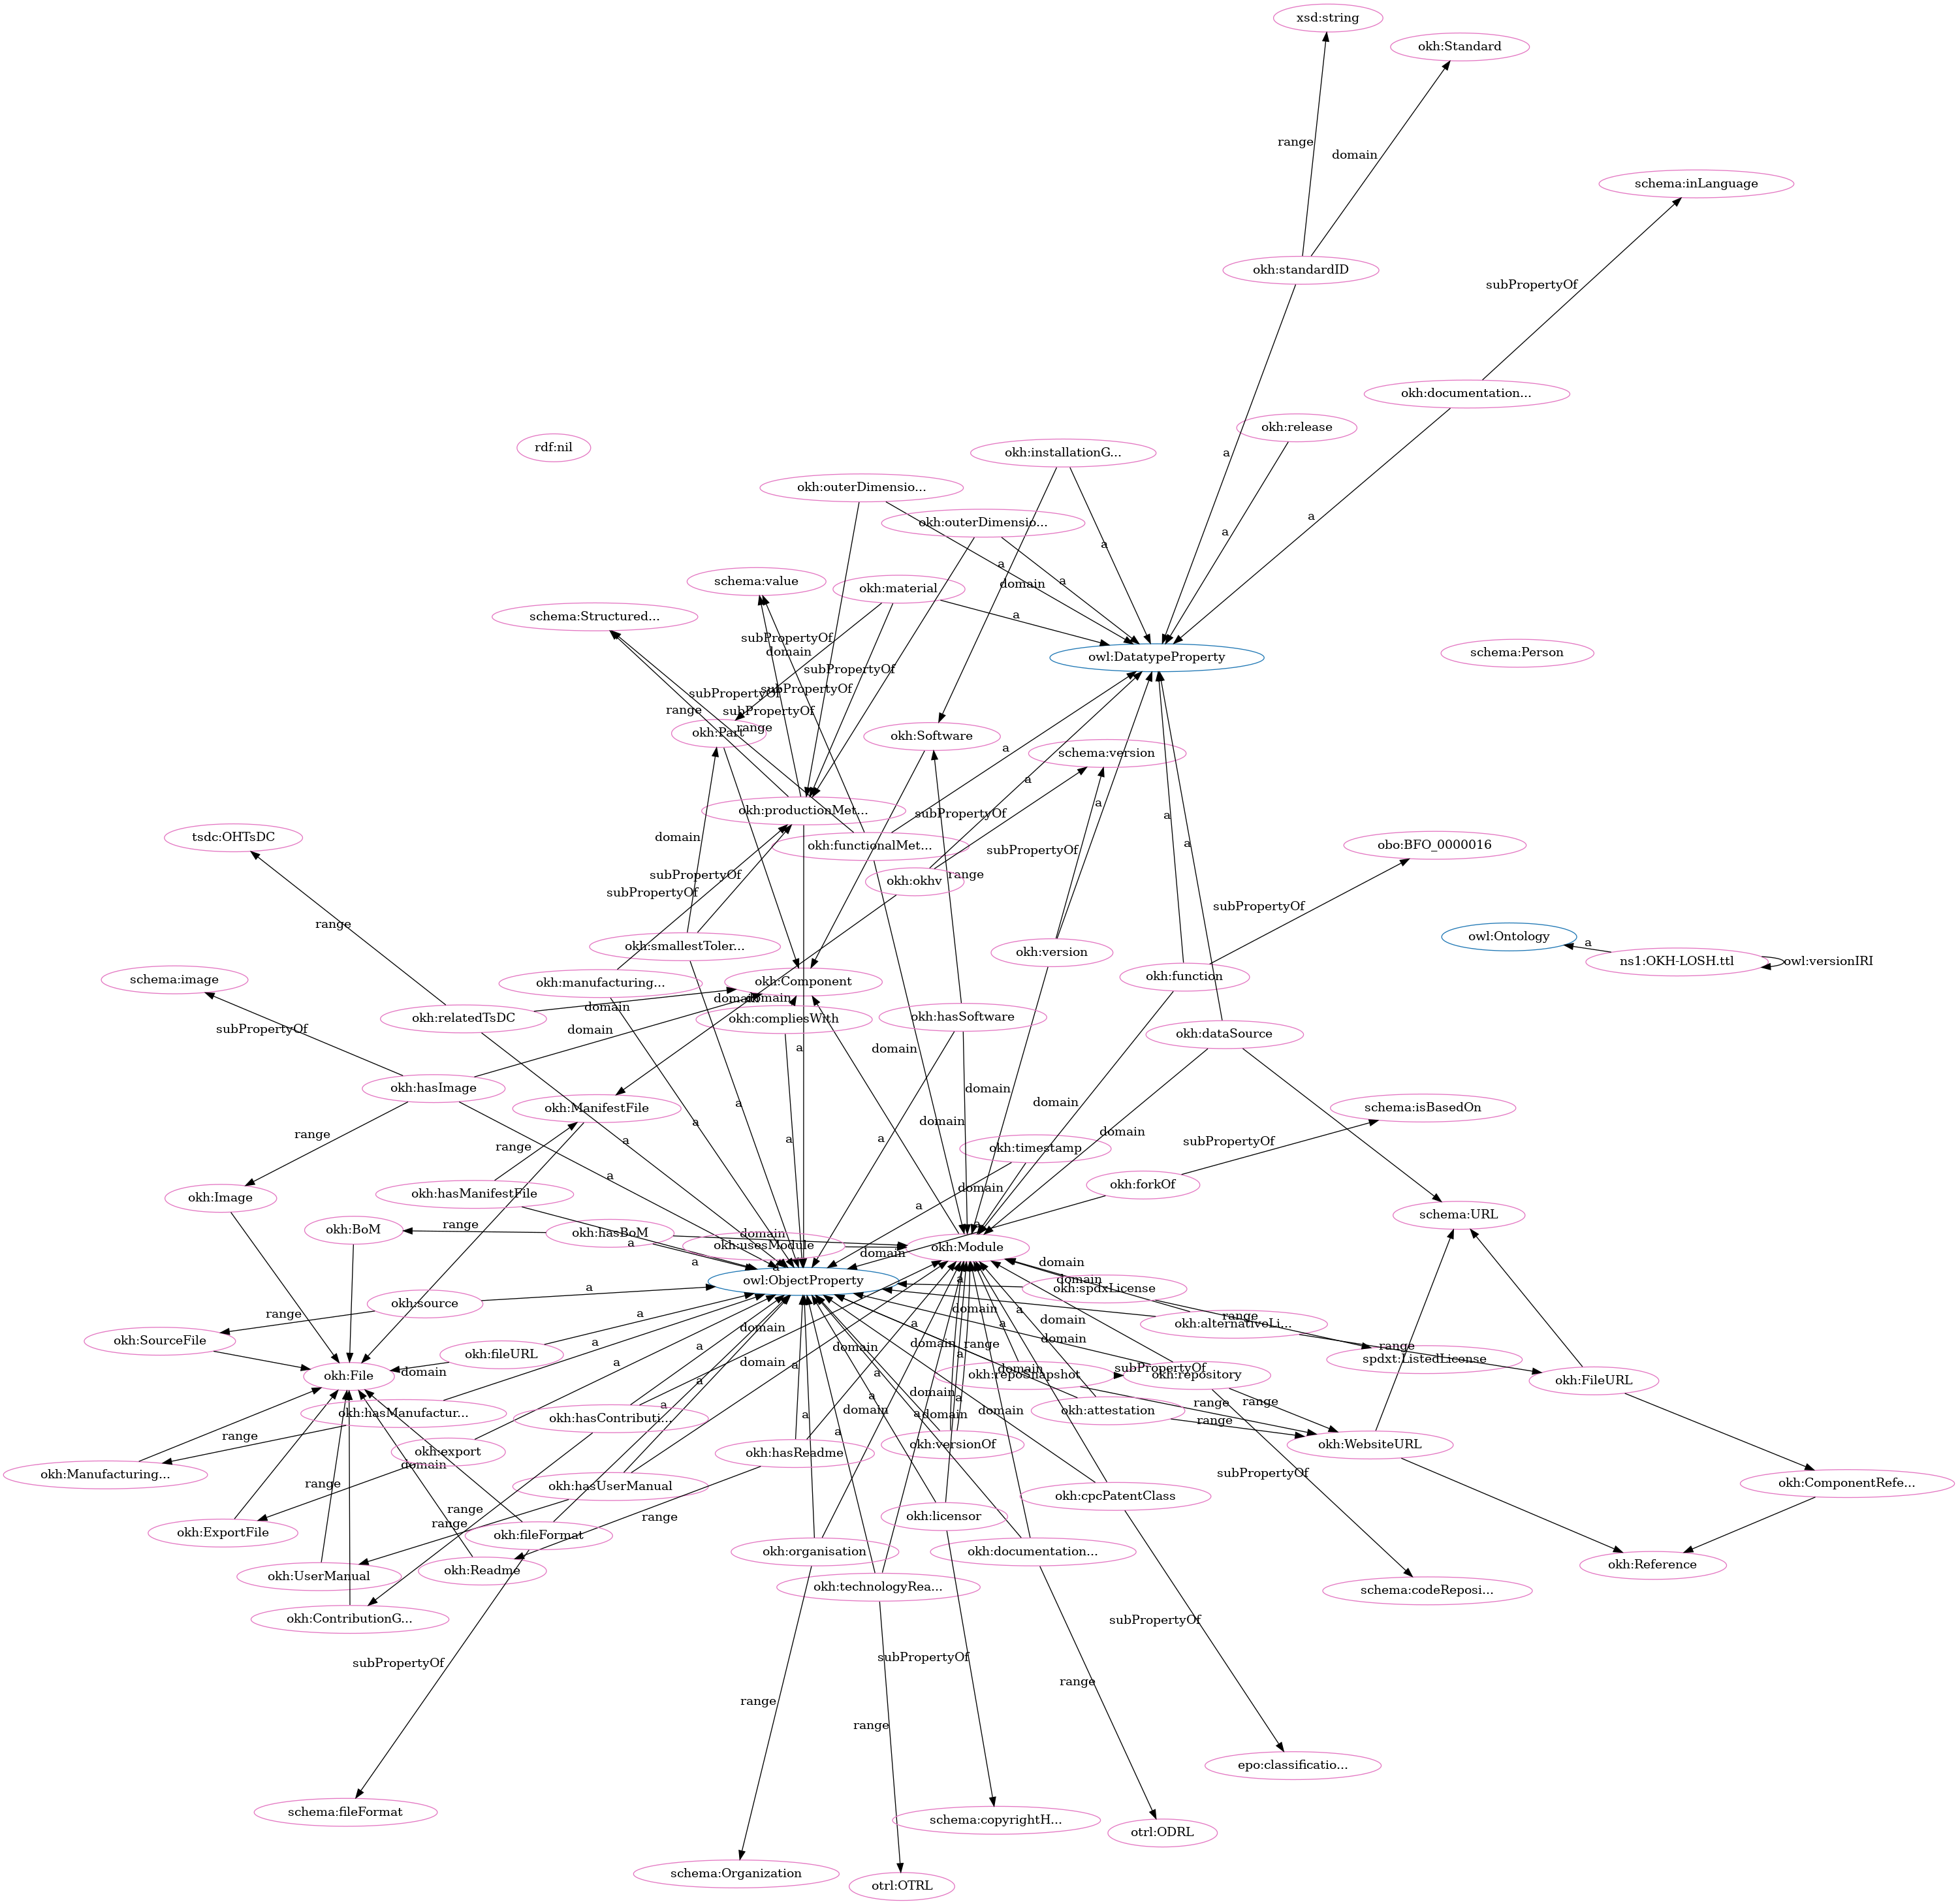 xsd:string
okh:Standard
range
domain
schema:inLanguage
okh:standardID
subPropertyOf
okh:documentation...
okh:release
rdf:nil
okh:installationG...
a
okh:outerDimensio...
a
okh:outerDimensio...
a
a
a
a
a
schema:value
domain
okh:material
schema:Structured...
a
subPropertyOf
domain
schema:Person
owl:DatatypeProperty
subPropertyOf
subPropertyOf
subPropertyOf
range
subPropertyOf
range
okh:Part
okh:Software
a
schema:version
a
okh:productionMet...
a
subPropertyOf
a
tsdc:OHTsDC
domain
a
okh:functionalMet...
obo:BFO_0000016
subPropertyOf
subPropertyOf
range
okh:okhv
subPropertyOf
subPropertyOf
range
owl:Ontology
a
okh:smallestToler...
okh:version
ns1:OKH-LOSH.ttl
owl:versionIRI
schema:image
okh:manufacturing...
okh:Component
okh:function
domain
domain
domain
okh:relatedTsDC
okh:compliesWith
okh:hasSoftware
subPropertyOf
domain
okh:dataSource
a
domain
okh:hasImage
domain
a
domain
okh:ManifestFile
schema:isBasedOn
range
a
domain
domain
a
a
a
range
okh:timestamp
subPropertyOf
a
domain
okh:forkOf
okh:hasManifestFile
okh:Image
a
schema:URL
range
a
okh:BoM
okh:hasBoM
domain
a
okh:usesModule
okh:Module
a
domain
domain
a
owl:ObjectProperty
a
domain
okh:source
a
okh:spdxLicense
range
a
domain
a
range
okh:SourceFile
a
a
domain
a
domain
okh:alternativeLi...
a
okh:fileURL
a
domain
domain
range
a
domain
range
domain
domain
a
spdxt:ListedLicense
okh:File
domain
a
a
domain
okh:repoSnapshot
subPropertyOf
okh:repository
okh:FileURL
a
domain
a
a
range
range
okh:hasManufactur...
a
okh:attestation
okh:hasContributi...
a
domain
a
domain
domain
range
range
a
okh:WebsiteURL
okh:export
okh:hasReadme
okh:versionOf
domain
okh:Manufacturing...
subPropertyOf
okh:ComponentRefe...
range
okh:hasUserManual
okh:cpcPatentClass
range
range
range
okh:licensor
okh:ExportFile
okh:fileFormat
okh:organisation
okh:documentation...
okh:Reference
okh:UserManual
okh:Readme
okh:technologyRea...
schema:codeReposi...
okh:ContributionG...
subPropertyOf
subPropertyOf
subPropertyOf
range
range
range
epo:classificatio...
schema:fileFormat
schema:copyrightH...
otrl:ODRL
schema:Organization
otrl:OTRL